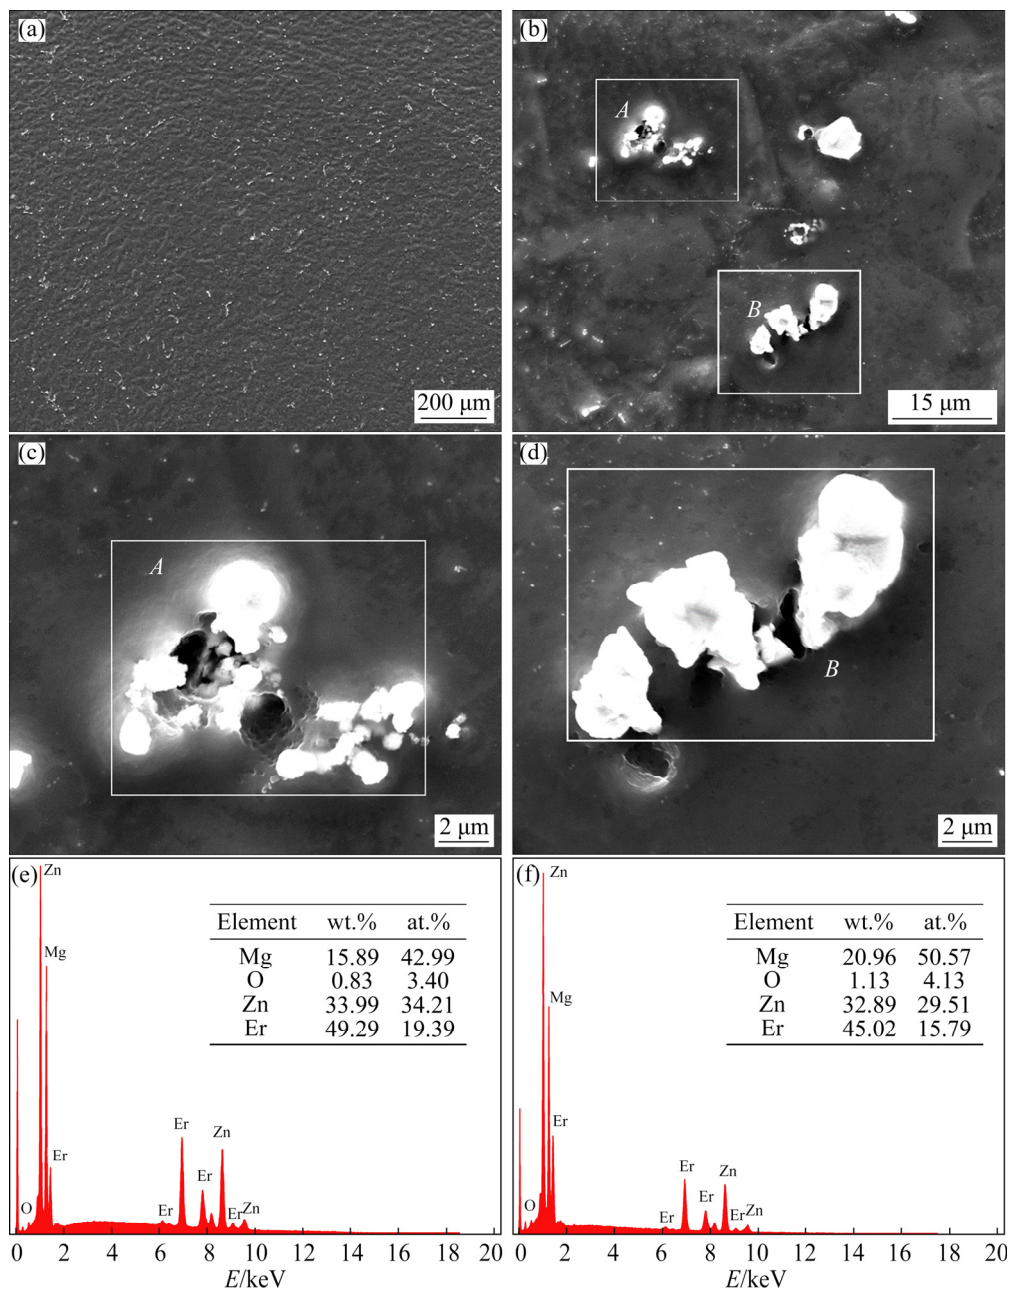 (a)
200 μm
(b)
A
B
15 μm
(c)
A
2 μm
(d)
B
2 μm
(e)
Zn
Mg
Er
O
Er
Er
Er
Zn
Er
Zn
Element wt.% at.%
Mg 15.89 42.99
O 0.83 3.40
Zn 33.99 34.21
Er 49.29 19.39
0 2 4 6 8 10 12 14 16 18 20
E/keV
(f)
Zn
Mg
Er
O
Er
Er
Er
Zn
Er
Zn
Element wt.% at.%
Mg 20.96 50.57
O 1.13 4.13
Zn 32.89 29.51
Er 45.02 15.79
0 2 4 6 8 10 12 14 16 18 20
E/keV